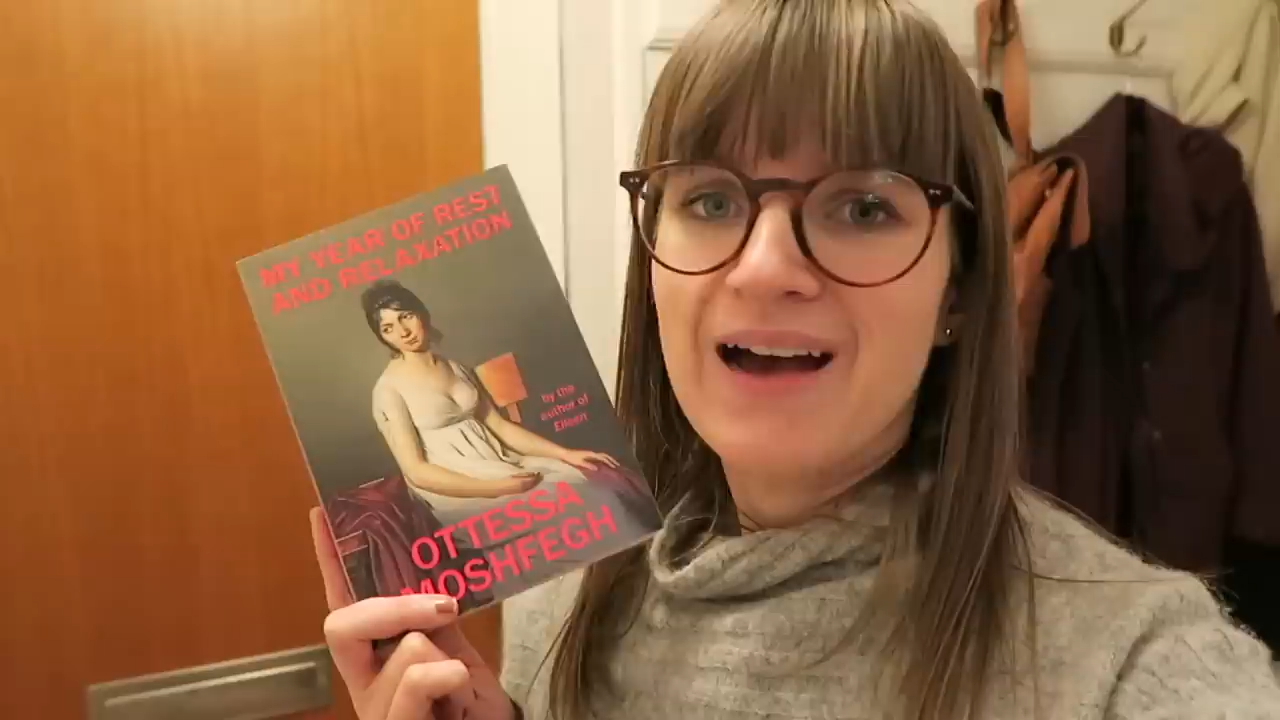 MY YEAR OF REST
AND RELAXATION
by the
author of
Eileen
OTTESSA
MOSHFEGH